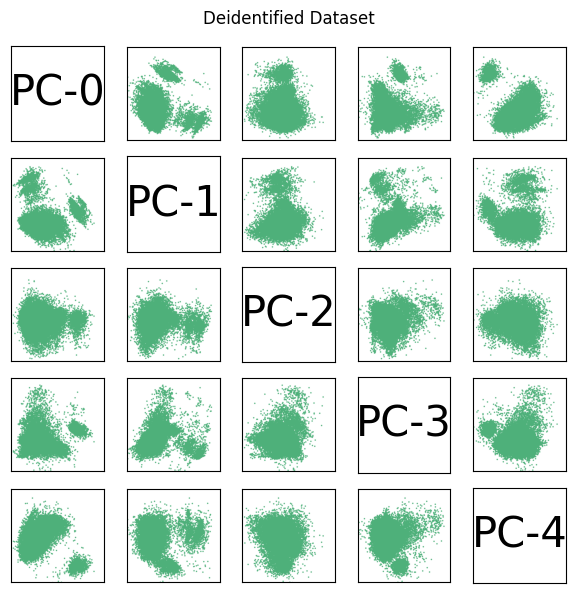 Deidentified Dataset
PC-0
PC-1
PC-2
PC-3
PC-4